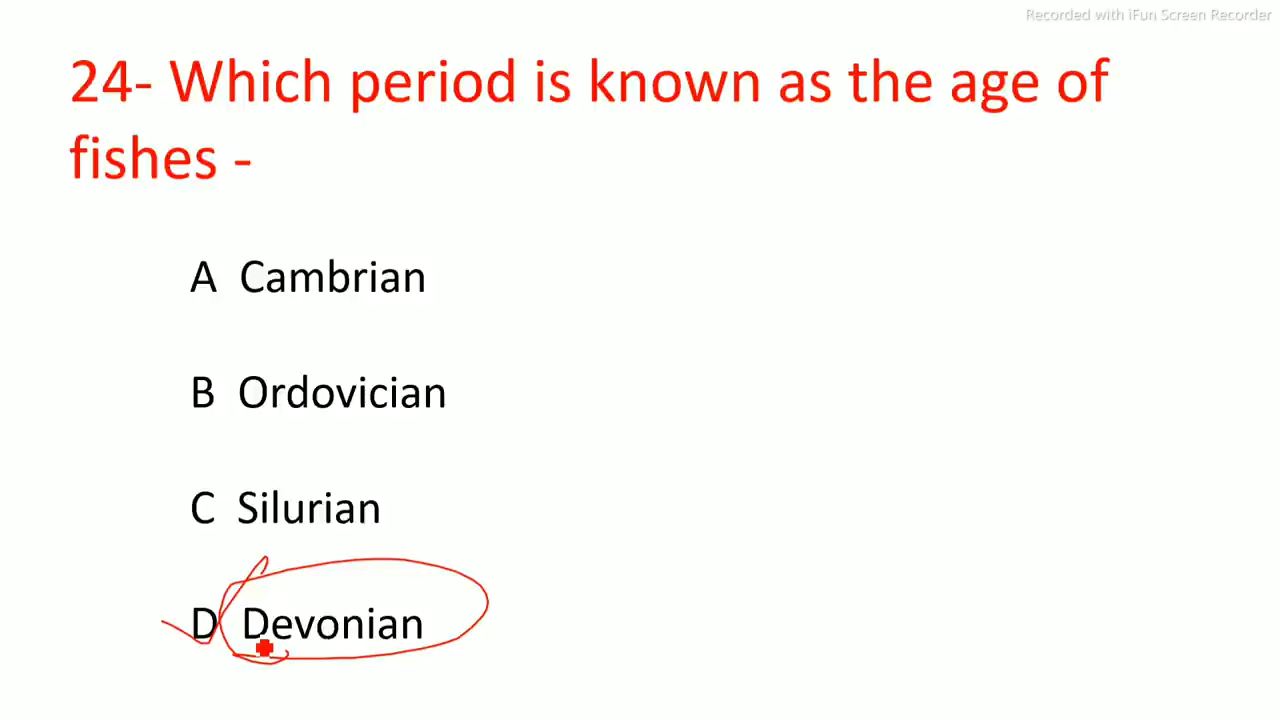 Recorded with iFun Screen Recorder
24- Which period is known as the age of
fishes -
A Cambrian
B Ordovician
C Silurian
D Devonian